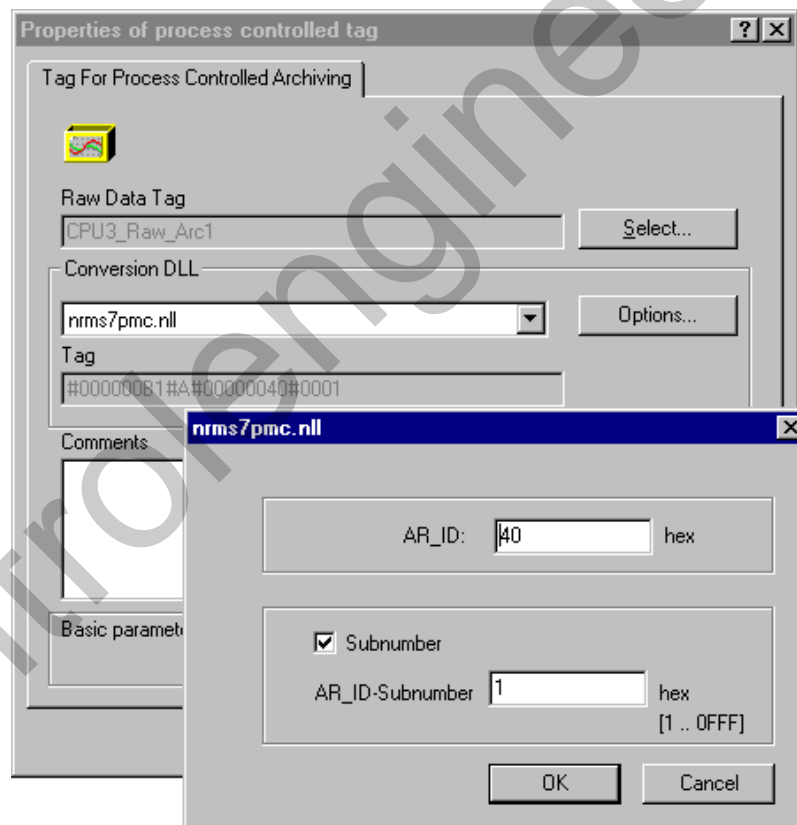 Properties of process controlled tag
Tag For Process Controlled Archiving
Raw Data Tag
CPU3_Raw_Arc1
Select...
Conversion DLL
nrms7pmc.nll
Options...
Tag
#000000B1#A#00000040#0001
Comments
nrms7pmc.nll
AR_ID: 40 hex
Basic
Subnumber
AR_ID-Subnumber 1 hex
[1 .. 0FFF]
OK Cancel